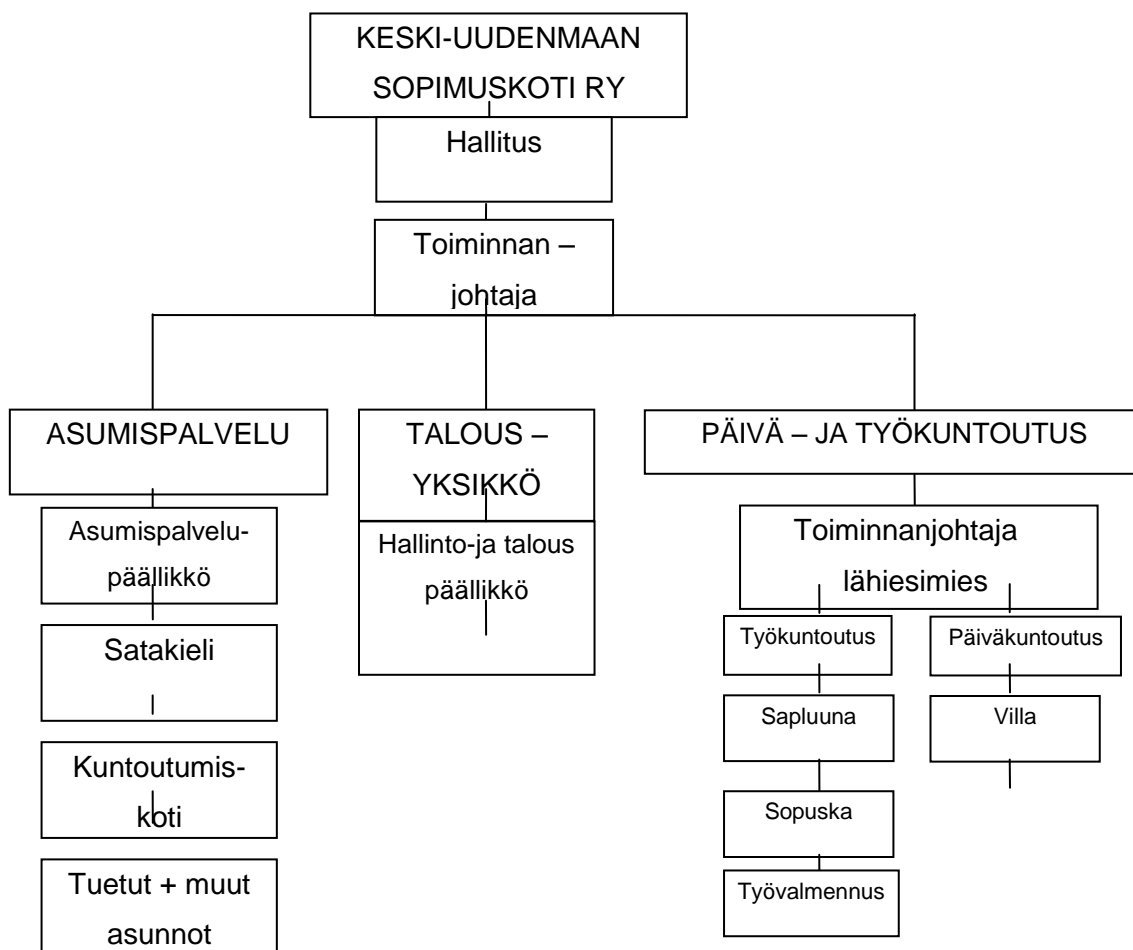 KESKI-UUDENMAAN
SOPIMUSKOTI RY
Hallitus
Toiminnan –
johtaja
ASUMISPALVELU
Asumispalvelu-
päällikkö
Satakieli
Kuntoutumis-
koti
Tuetut + muut
asunnot
TALOUS –
YKSIKKÖ
Hallinto-ja talous
päällikkö
PÄIVÄ – JA TYÖKUNTOUTUS
Toiminnanjohtaja
lähiesimies
Työkuntoutus
Sapluuna
Sopuska
Työvalmennus
Päiväkuntoutus
Villa